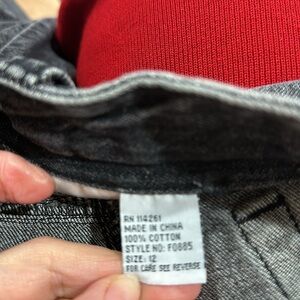 RN 114261
MADE IN CHINA
100% COTTON
STYLE NO: F0885
SIZE: 12
FOR CARE SEE REVERSE